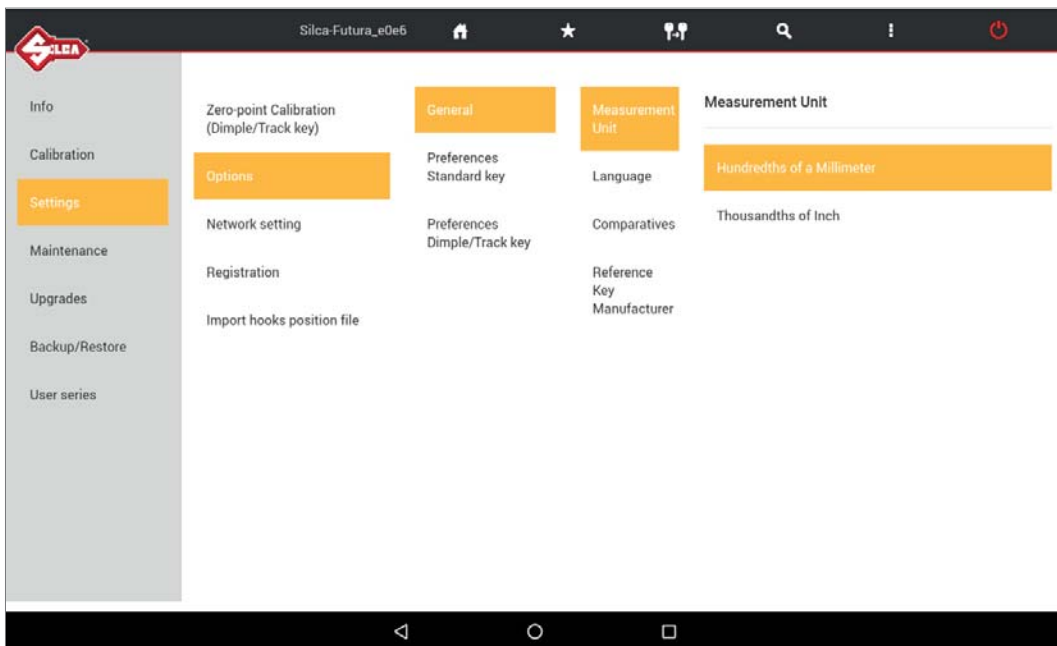 SILCA
Silca-Futura_e0e6
Info
Calibration
Settings
Maintenance
Upgrades
Backup/Restore
User series
Zero-point Calibration
(Dimple/Track key)
Options
Network setting
Registration
Import hooks position file
General
Preferences
Standard key
Preferences
Dimple/Track key
Measurement
Unit
Language
Comparatives
Reference
Key
Manufacturer
Measurement Unit
Hundredths of a Millimeter
Thousandths of Inch